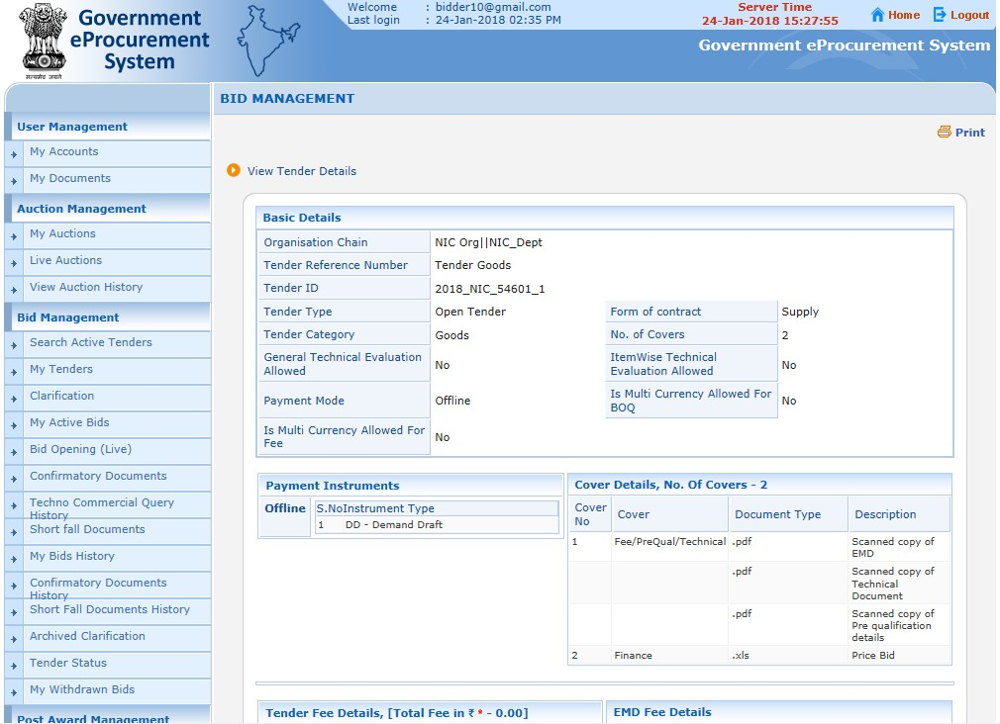 Government
eProcurement
System
सत्यमेव जयते
Welcome : bidder10@gmail.com
Last login : 24-Jan-2018 02:35 PM
Server Time
24-Jan-2018 15:27:55
Home
Logout
Government eProcurement System
BID MANAGEMENT
Print
User Management
My Accounts
My Documents
Auction Management
My Auctions
Live Auctions
View Auction History
Bid Management
Search Active Tenders
My Tenders
Clarification
My Active Bids
Bid Opening (Live)
Confirmatory Documents
Techno Commercial Query
History
Short fall Documents
My Bids History
Confirmatory Documents
History
Short Fall Documents History
Archived Clarification
Tender Status
My Withdrawn Bids
Post Award Management
View Tender Details
Basic Details
Organisation Chain NIC Org||NIC_Dept
Tender Reference Number Tender Goods
Tender ID 2018_NIC_54601_1
Tender Type Open Tender Form of contract Supply
Tender Category Goods No. of Covers 2
General Technical Evaluation
Allowed No
ItemWise Technical
Evaluation Allowed No
Payment Mode Offline
Is Multi Currency Allowed For
BOQ No
Is Multi Currency Allowed For
Fee No
Payment Instruments
Offline S.No Instrument Type
1 DD - Demand Draft
Cover Details, No. Of Covers - 2
Cover
No Cover Document Type Description
1 Fee/PreQual/Technical .pdf Scanned copy of
EMD
.pdf Scanned copy of
Technical
Document
.pdf Scanned copy of
Pre qualification
details
2 Finance .xls Price Bid
Tender Fee Details, [Total Fee in ₹ * - 0.00]
EMD Fee Details